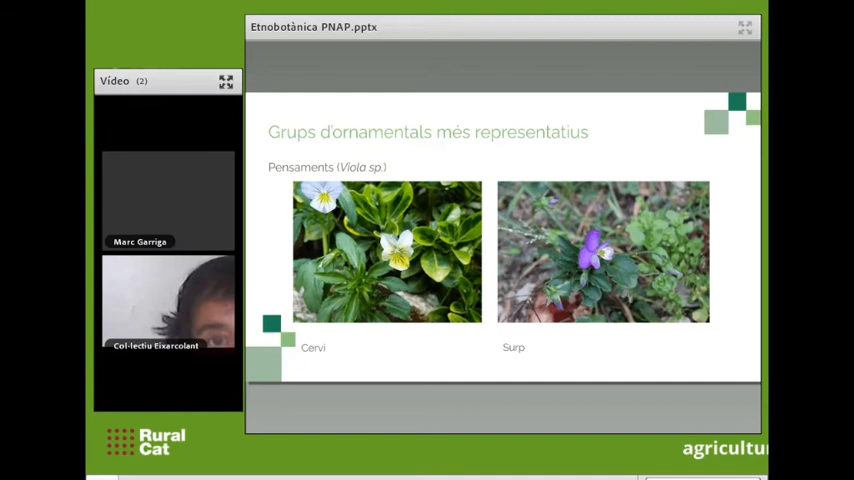 Etnobotànica PNAP.pptx
Vídeo (2)
Grups d'ornamentals més representatius
Pensaments (Viola sp.)
Marc Garriga
Col·lectiu Eixarcolant
Cervi
Surp
Rural
Cat
agricultu